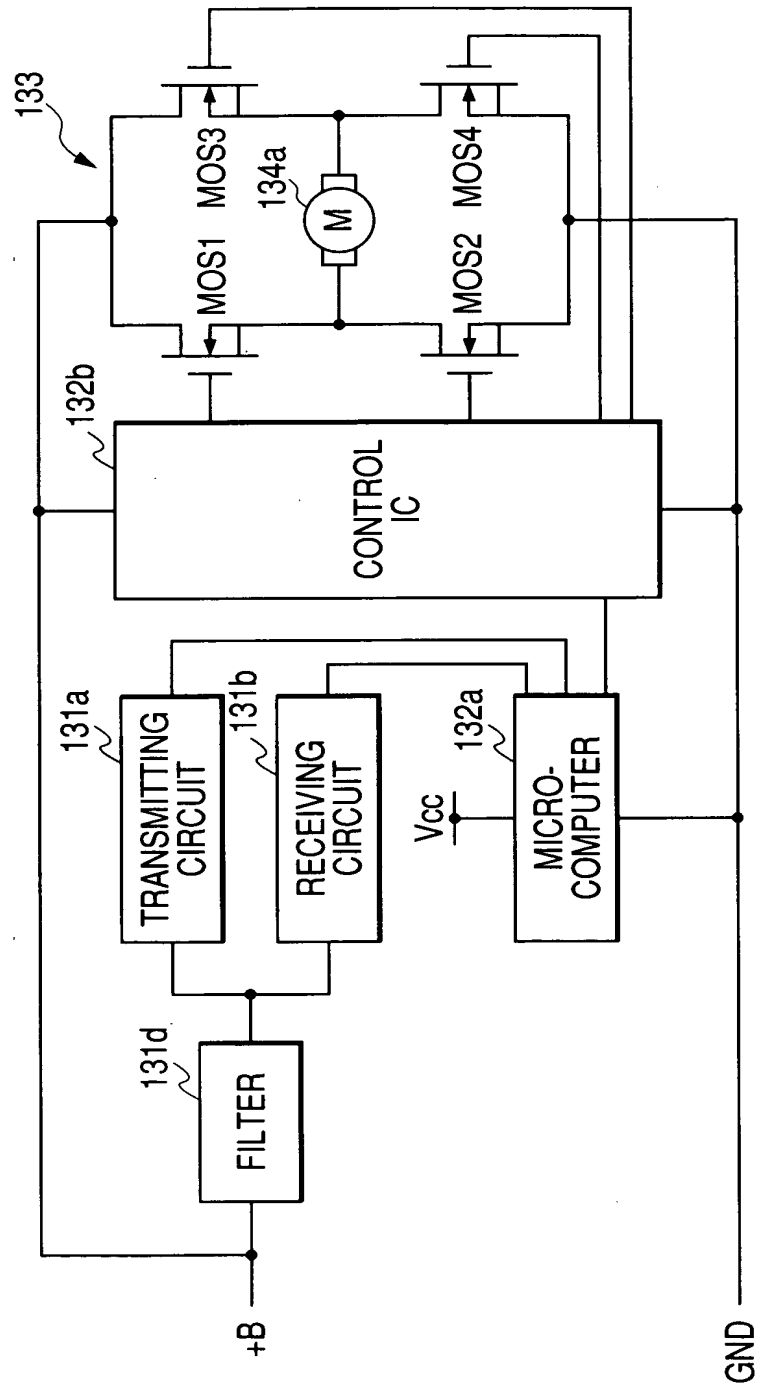 133
132b
131a
131b
131d
132a
134a
MOS1
MOS3
MOS2
MOS4
M
CONTROL
IC
TRANSMITTING
CIRCUIT
RECEIVING
CIRCUIT
FILTER
Vcc
MICRO-
COMPUTER
+B
GND